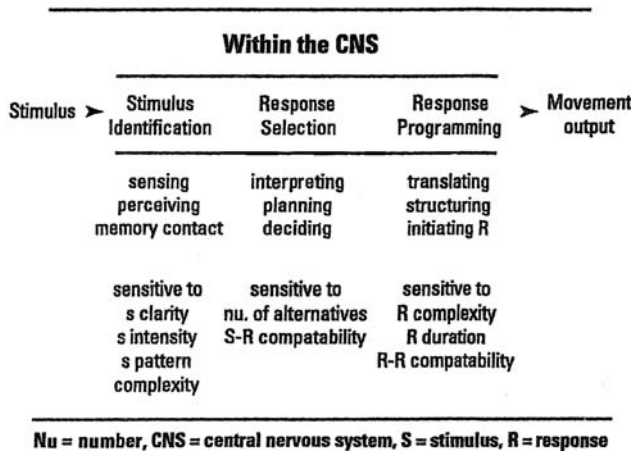 Within the CNS
Stimulus ➤ Stimulus Identification Response Selection Response Programming ➤ Movement output
sensing interpreting translating
perceiving planning structuring
memory contact deciding initiating R
sensitive to sensitive to sensitive to
s clarity nu. of alternatives R complexity
s intensity S-R compatability R duration
s pattern R-R compatability
complexity
Nu = number, CNS = central nervous system, S = stimulus, R = response